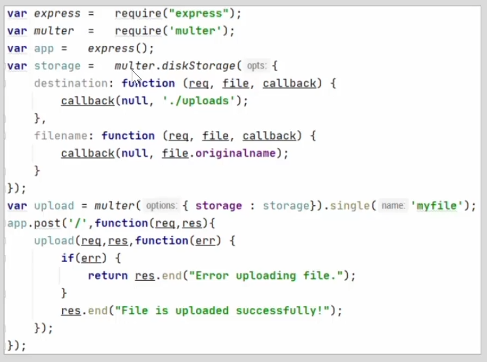 var express =   require("express");
var multer  =   require('multer');
var app =   express();
var storage =   multer.diskStorage( opts: {
    destination: function (req, file, callback) {
        callback(null, './uploads');
    },
    filename: function (req, file, callback) {
        callback(null, file.originalname);
    }
});
var upload = multer( options: { storage : storage}).single( name: 'myfile');
app.post('/',function(req,res){
    upload(req,res,function(err) {
        if(err) {
            return res.end("Error uploading file.");
        }
        res.end("File is uploaded successfully!");
    });
});